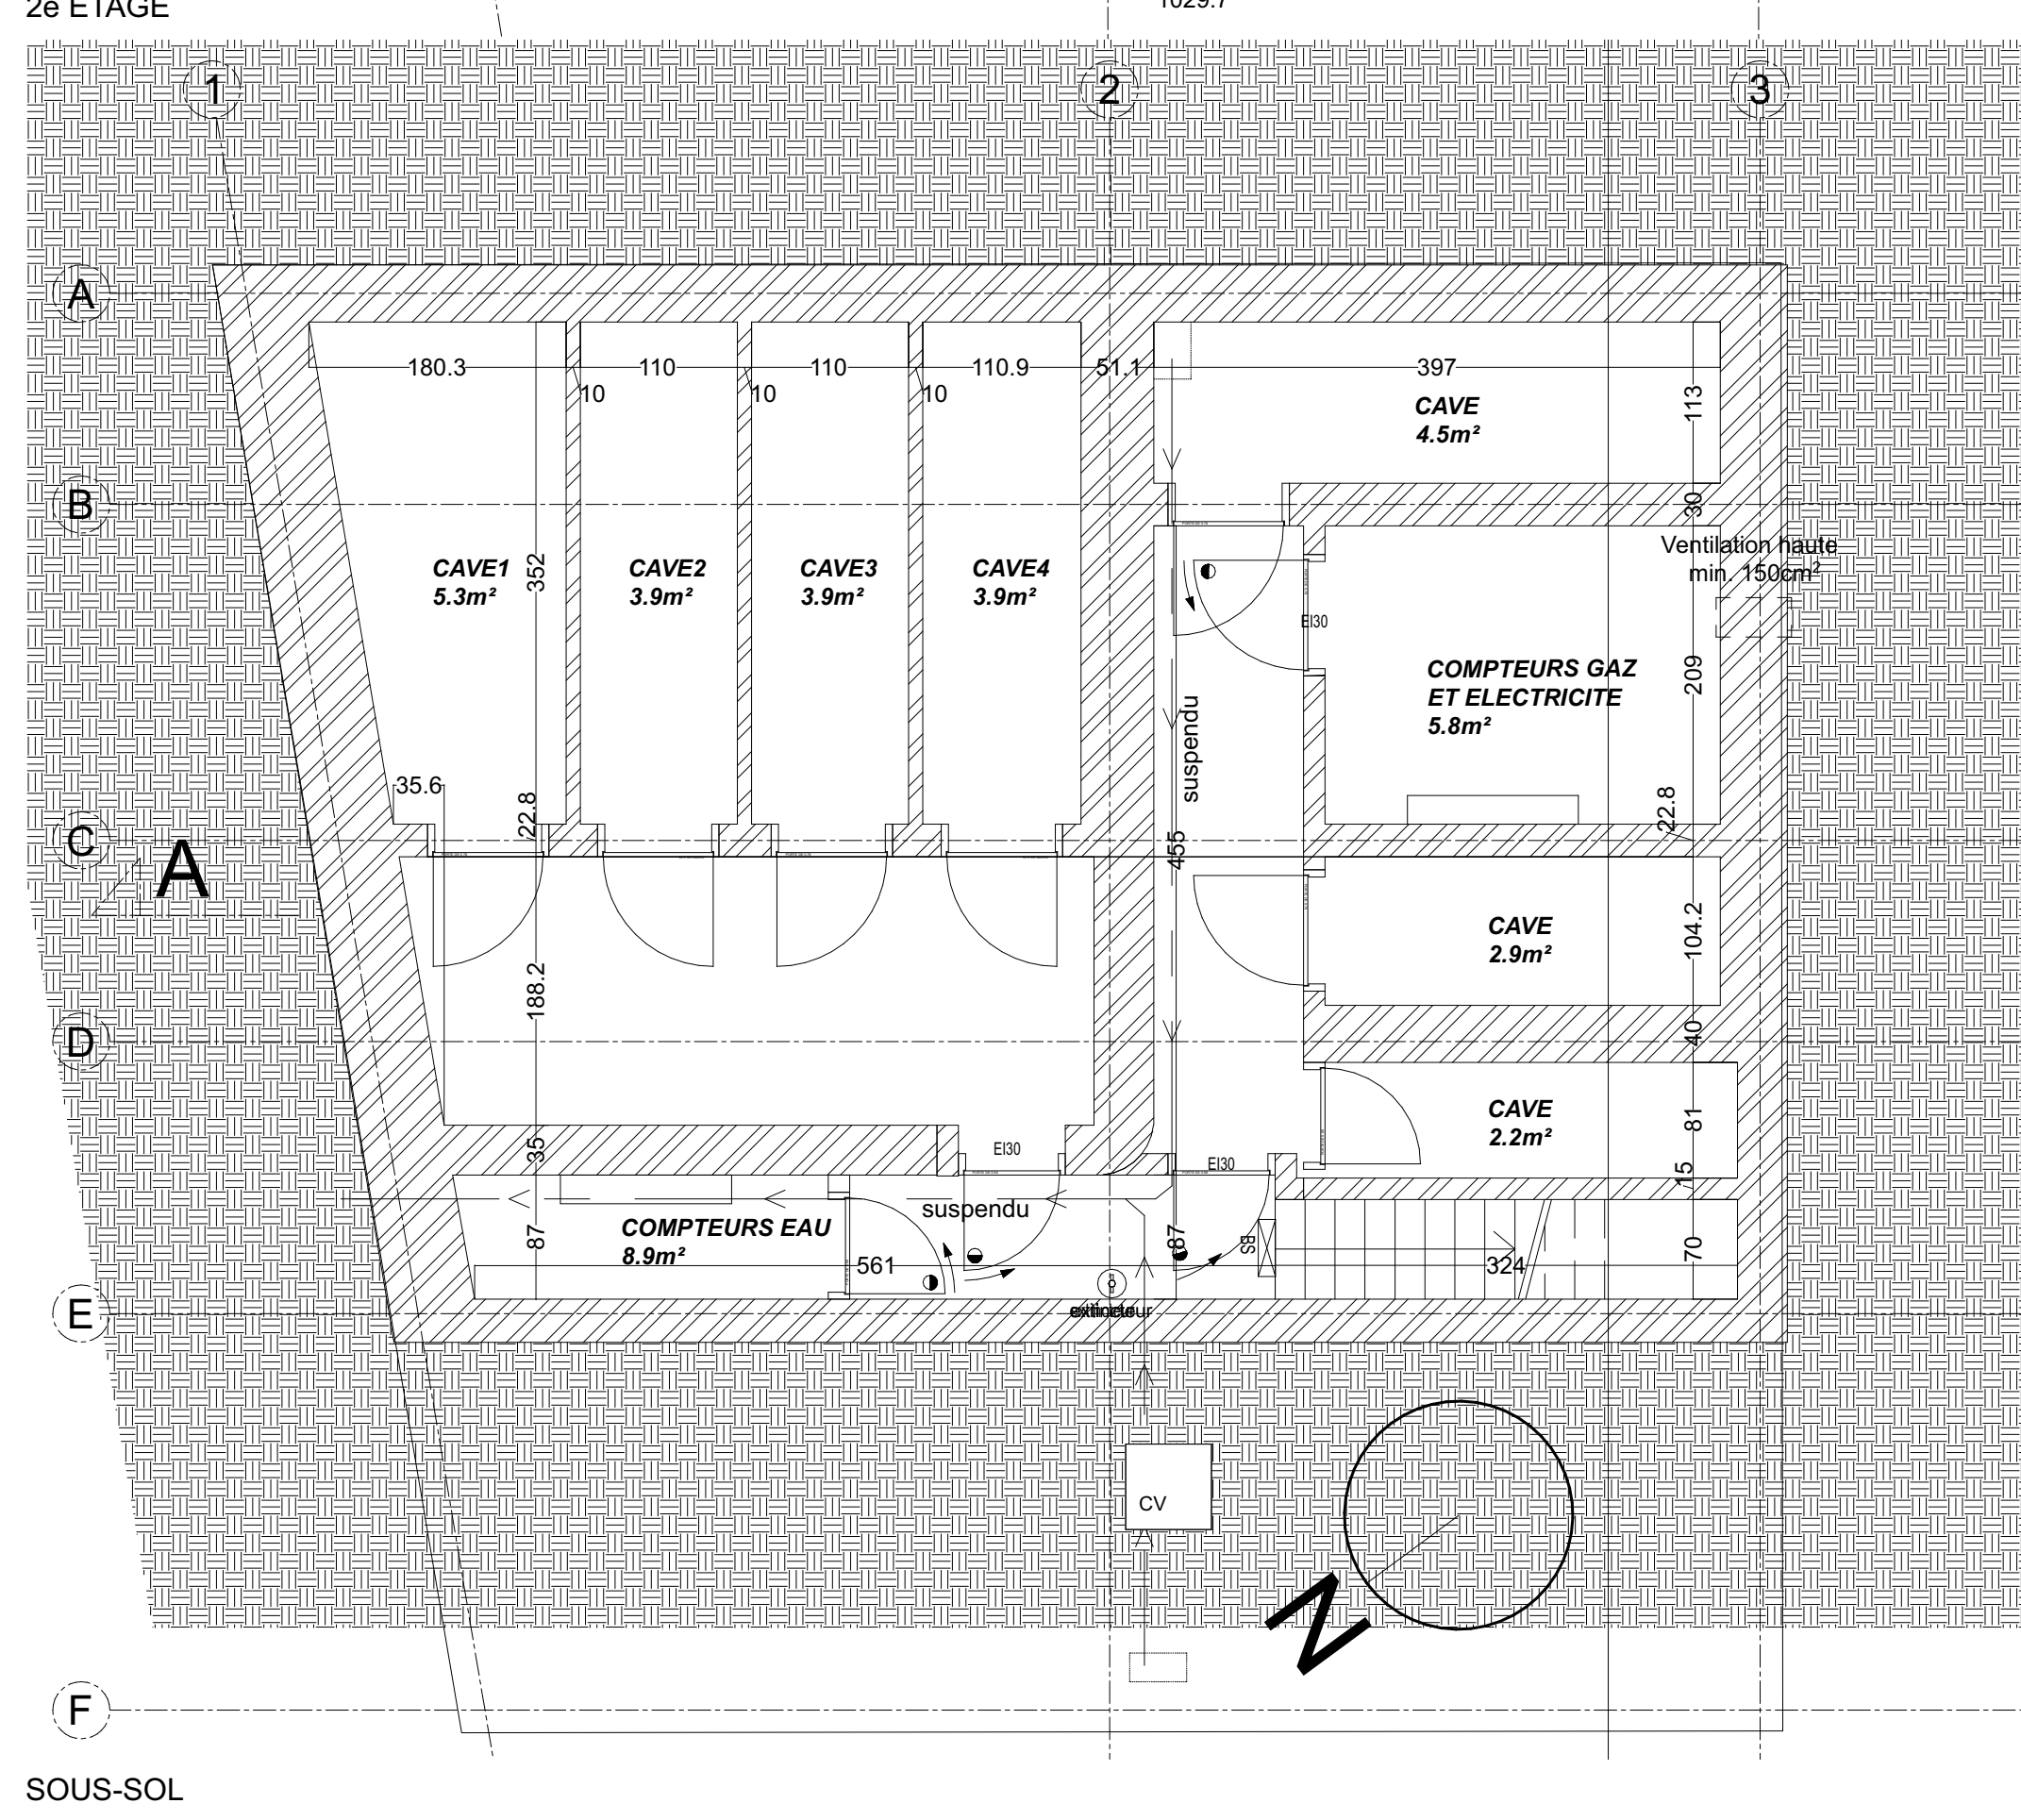 2e ETAGE
1029.7
1
2
3
A
180.3
110
110
110.9
51.1
397
10
10
10
CAVE
4.5m²
113
B
30
Ventilation haute
min. 150cm²
CAVE1
5.3m²
352
CAVE2
3.9m²
CAVE3
3.9m²
CAVE4
3.9m²
EI30
COMPTEURS GAZ
ET ELECTRICITE
5.8m²
209
suspendu
35.6
22.8
22.8
C
A
455
CAVE
2.9m²
104.2
188.2
D
40
CAVE
2.2m²
81
35
EI30
EI30
15
suspendu
COMPTEURS EAU
8.9m²
87
87
BS
561
324
70
E
extincteur
CV
N
F
SOUS-SOL